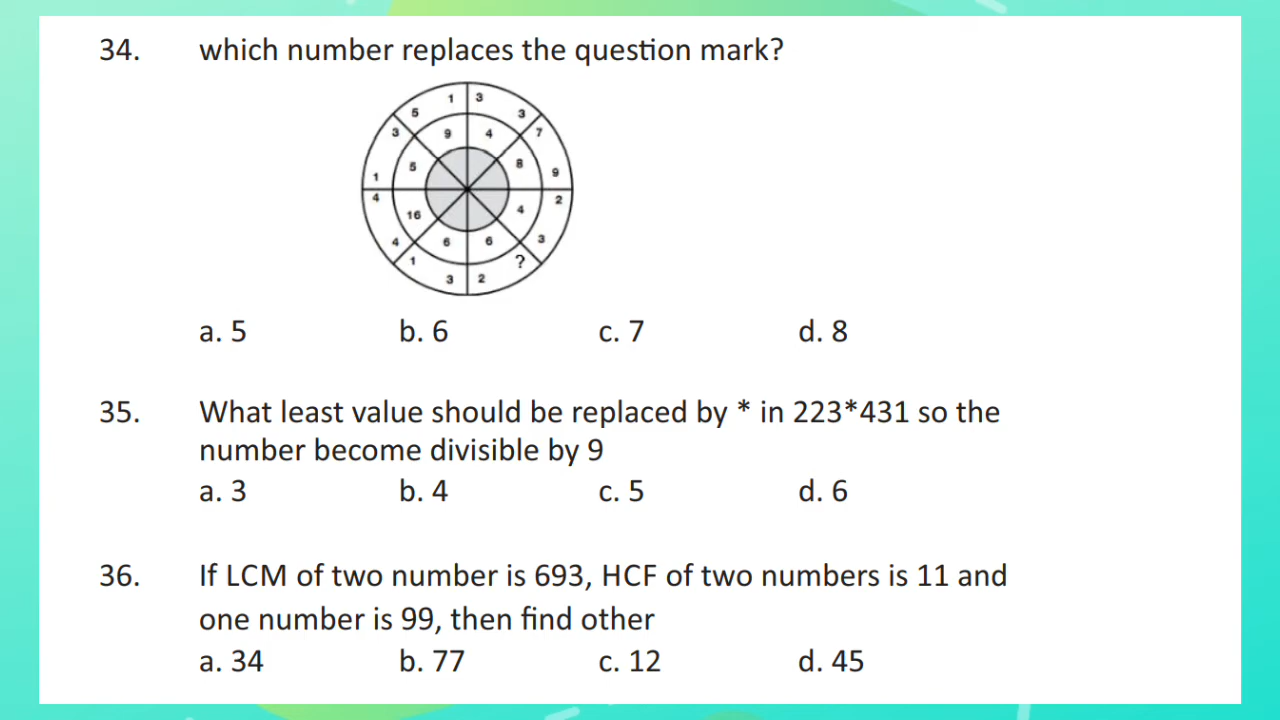 34. which number replaces the question mark?
1 3
5 3
3 9 4 7
5 8
1 9
4 2
16 4
4 6 6 3
1 ?
3 2
a. 5 b. 6 c. 7 d. 8
35. What least value should be replaced by * in 223*431 so the
number become divisible by 9
a. 3 b. 4 c. 5 d. 6
36. If LCM of two number is 693, HCF of two numbers is 11 and
one number is 99, then find other
a. 34 b. 77 c. 12 d. 45